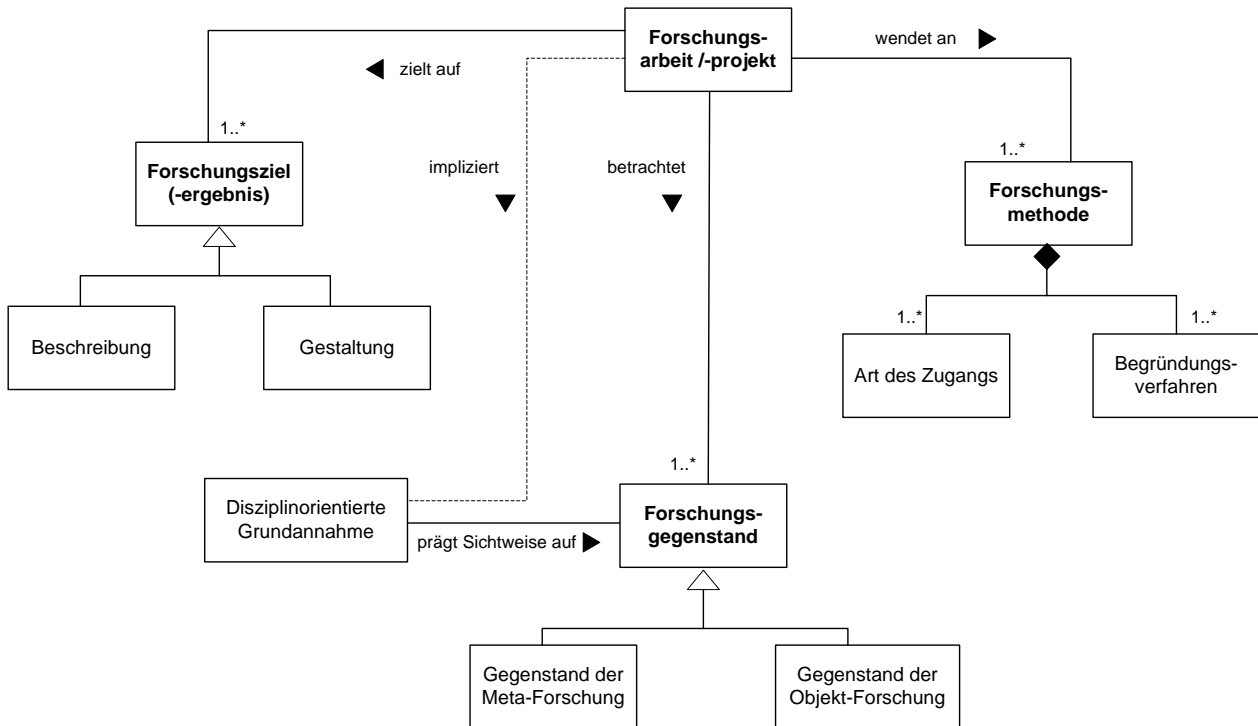 Forschungs-
arbeit /-projekt
wendet an
zielt auf
1..*
Forschungsziel
(-ergebnis)
impliziert
betrachtet
1..*
Forschungs-
methode
Beschreibung
Gestaltung
1..*
1..*
Art des Zugangs
Begründungs-
verfahren
1..*
Disziplinorientierte
Grundannahme
prägt Sichtweise auf
Forschungs-
gegenstand
Gegenstand der
Meta-Forschung
Gegenstand der
Objekt-Forschung